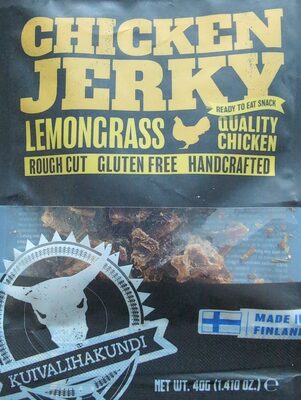 CHICKEN
JERKY
READY TO EAT SNACK
LEMONGRASS
QUALITY
CHICKEN
ROUGH CUT GLUTEN FREE HANDCRAFTED
KUIVALIHAKUNDI
MADE IN
FINLAND
NET WT. 40G (1.410 OZ.) ℮